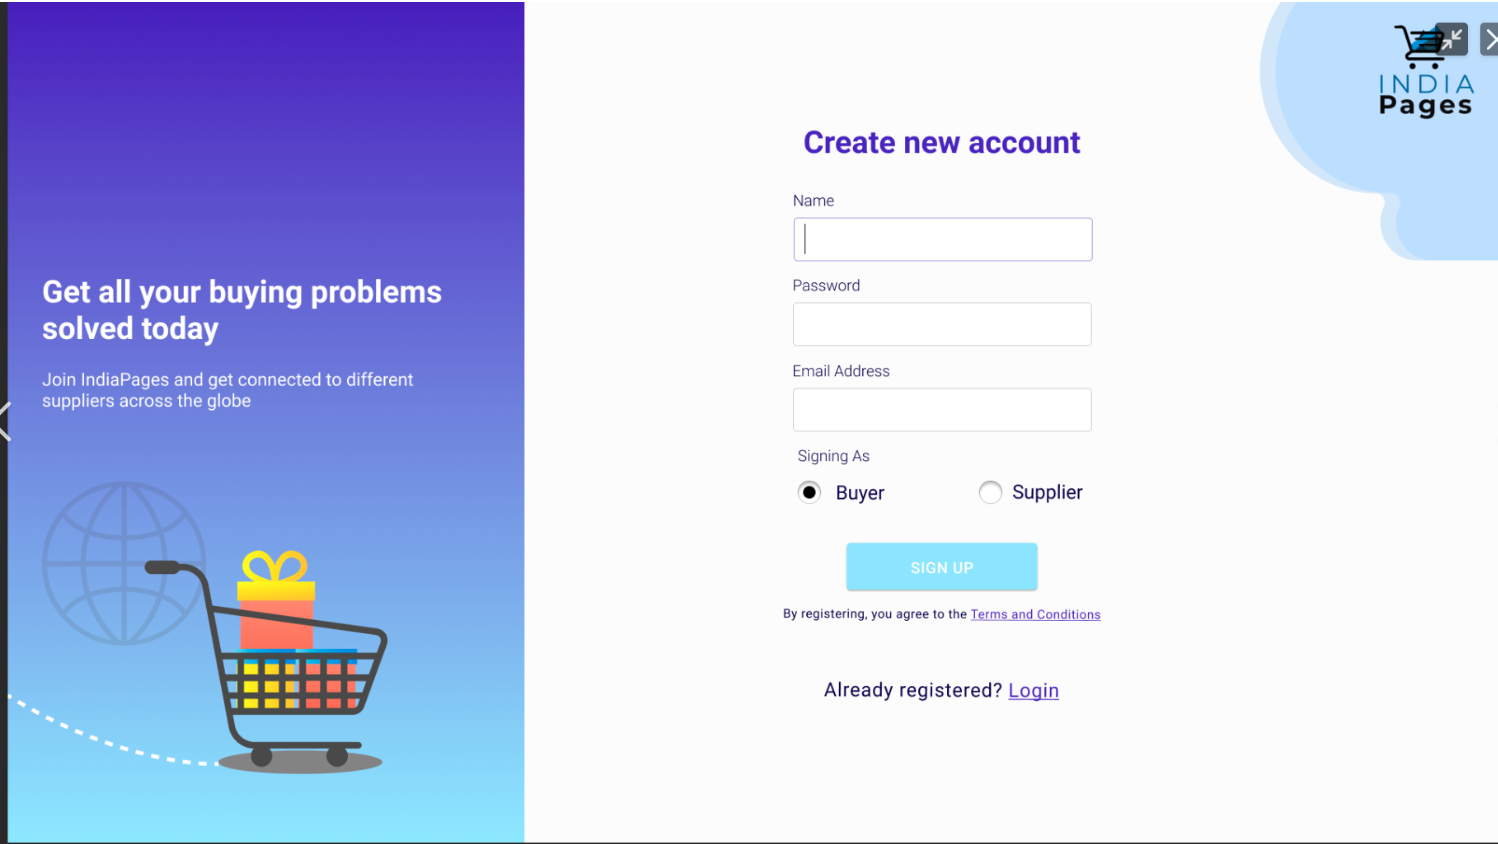 INDIA
Pages
Get all your buying problems
solved today
Join IndiaPages and get connected to different
suppliers across the globe
Create new account
Name
Password
Email Address
Signing As
Buyer
Supplier
SIGN UP
By registering, you agree to the Terms and Conditions
Already registered? Login